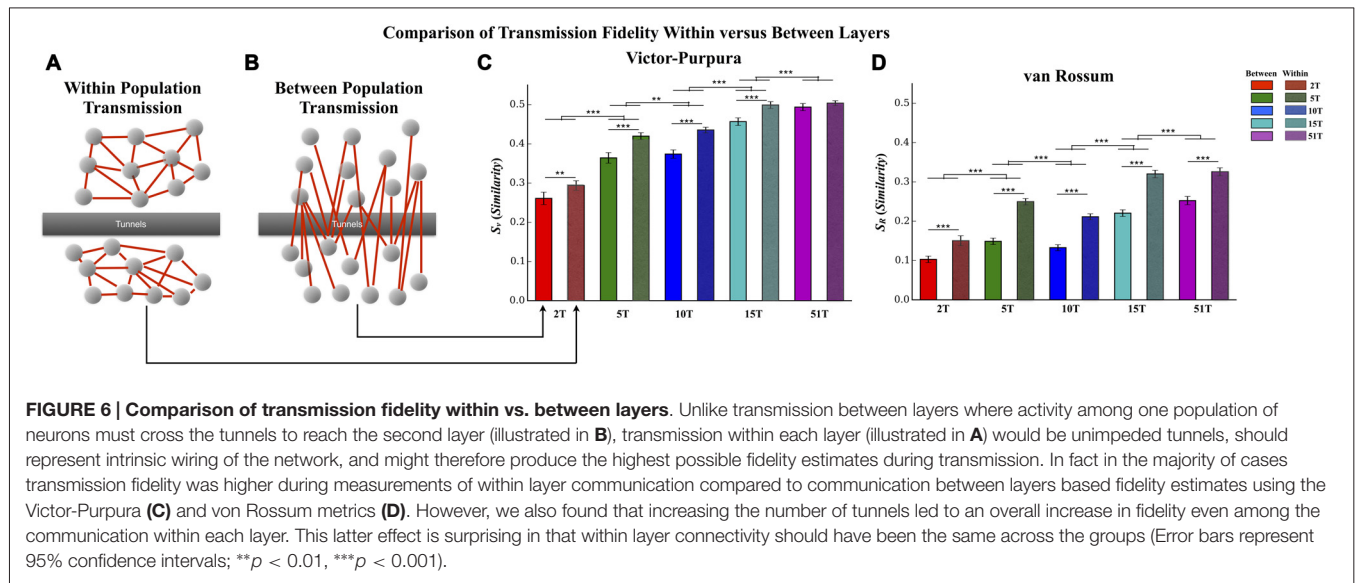 Comparison of Transmission Fidelity Within versus Between Layers
A
Within Population
Transmission
Tunnels
B
Between Population
Transmission
Tunnels
C
Victor-Purpura
Sv (Similarity)
0.5
0.4
0.3
0.2
0.1
0.0
**
***
***
**
***
***
***
***
2T
5T
10T
15T
51T
D
van Rossum
SR (Similarity)
0.5
0.4
0.3
0.2
0.1
0.0
***
***
***
***
***
***
***
***
***
2T
5T
10T
15T
51T
Between Within
2T
5T
10T
15T
51T
FIGURE 6 | Comparison of transmission fidelity within vs. between layers. Unlike transmission between layers where activity among one population of
neurons must cross the tunnels to reach the second layer (illustrated in B), transmission within each layer (illustrated in A) would be unimpeded tunnels, should
represent intrinsic wiring of the network, and might therefore produce the highest possible fidelity estimates during transmission. In fact in the majority of cases
transmission fidelity was higher during measurements of within layer communication compared to communication between layers based fidelity estimates using the
Victor-Purpura (C) and von Rossum metrics (D). However, we also found that increasing the number of tunnels led to an overall increase in fidelity even among the
communication within each layer. This latter effect is surprising in that within layer connectivity should have been the same across the groups (Error bars represent
95% confidence intervals; **p < 0.01, ***p < 0.001).